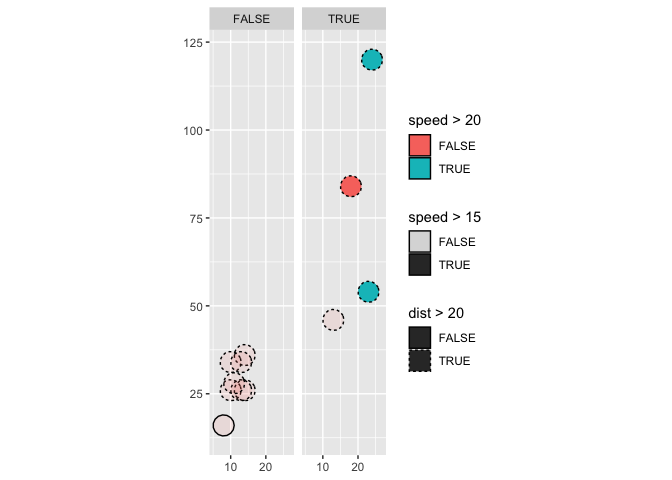 FALSE TRUE
125
100
75
50
25
10 20 10 20
speed > 20
FALSE
TRUE
speed > 15
FALSE
TRUE
dist > 20
FALSE
TRUE